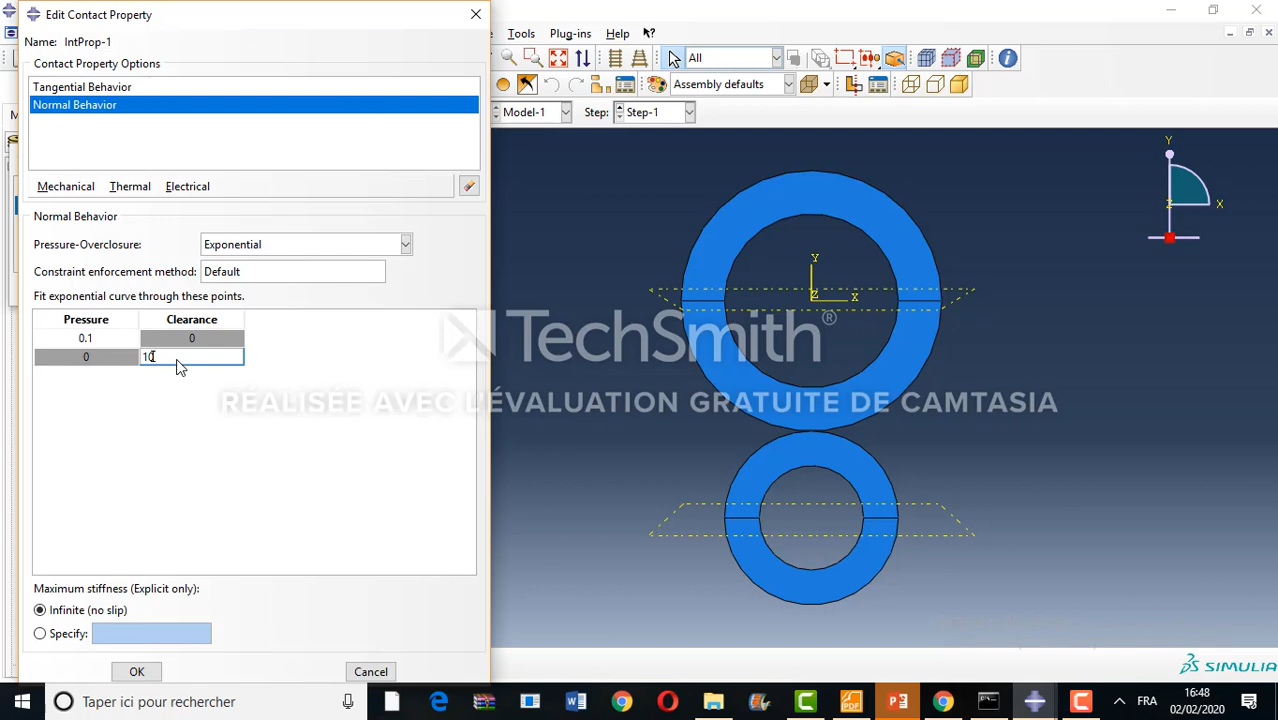 Edit Contact Property
Name: IntProp-1
Contact Property Options
Tangential Behavior
Normal Behavior
Mechanical Thermal Electrical
Normal Behavior
Pressure-Overclosure: Exponential
Constraint enforcement method: Default
Fit exponential curve through these points.
Pressure Clearance
0.1 0
0 10
Maximum stiffness (Explicit only):
Infinite (no slip)
Specify:
OK Cancel
Tools Plug-ins Help
All
Assembly defaults
Model-1 Step: Step-1
Y
Z X
Y
Z X
TechSmith®
RÉALISÉE AVEC L'ÉVALUATION GRATUITE DE CAMTASIA
SIMULIA
Taper ici pour rechercher
FRA
16:48
02/02/2020